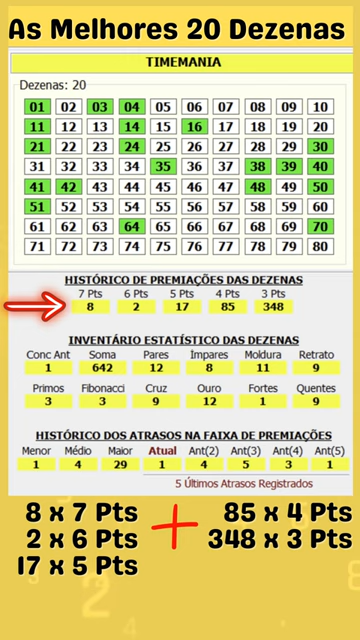 As Melhores 20 Dezenas
TIMEMANIA
Dezenas: 20
01 02 03 04 05 06 07 08 09 10
11 12 13 14 15 16 17 18 19 20
21 22 23 24 25 26 27 28 29 30
31 32 33 34 35 36 37 38 39 40
41 42 43 44 45 46 47 48 49 50
51 52 53 54 55 56 57 58 59 60
61 62 63 64 65 66 67 68 69 70
71 72 73 74 75 76 77 78 79 80
HISTÓRICO DE PREMIAÇÕES DAS DEZENAS
7 Pts 6 Pts 5 Pts 4 Pts 3 Pts
8 2 17 85 348
INVENTÁRIO ESTATÍSTICO DAS DEZENAS
Conc Ant Soma Pares Impares Moldura Retrato
1 642 12 8 11 9
Primos Fibonacci Cruz Ouro Fortes Quentes
3 3 9 12 1 9
HISTÓRICO DOS ATRASOS NA FAIXA DE PREMIAÇÕES
Menor Médio Maior Atual Ant(2) Ant(3) Ant(4) Ant(5)
1 4 29 1 4 5 3 1
5 Últimos Atrasos Registrados
8 x 7 Pts + 85 x 4 Pts
2 x 6 Pts 348 x 3 Pts
17 x 5 Pts